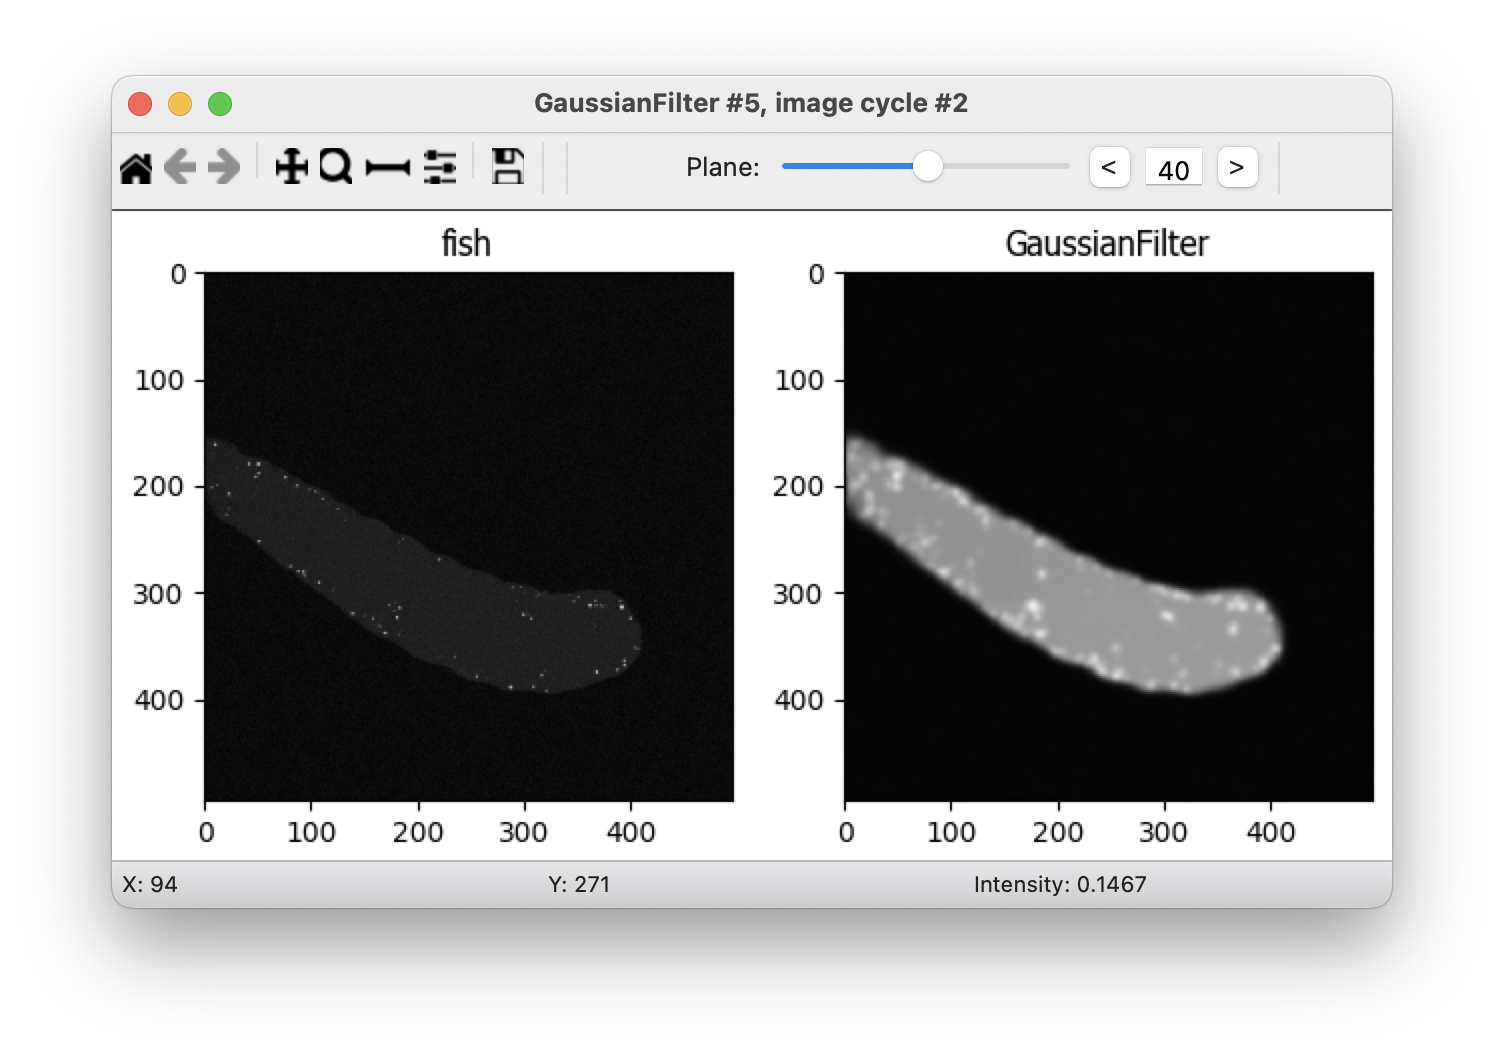 GaussianFilter #5, image cycle #2
Plane: < 40 >
fish GaussianFilter
0 0
100 100
200 200
300 300
400 400
0 100 200 300 400 0 100 200 300 400
X: 94 Y: 271 Intensity: 0.1467